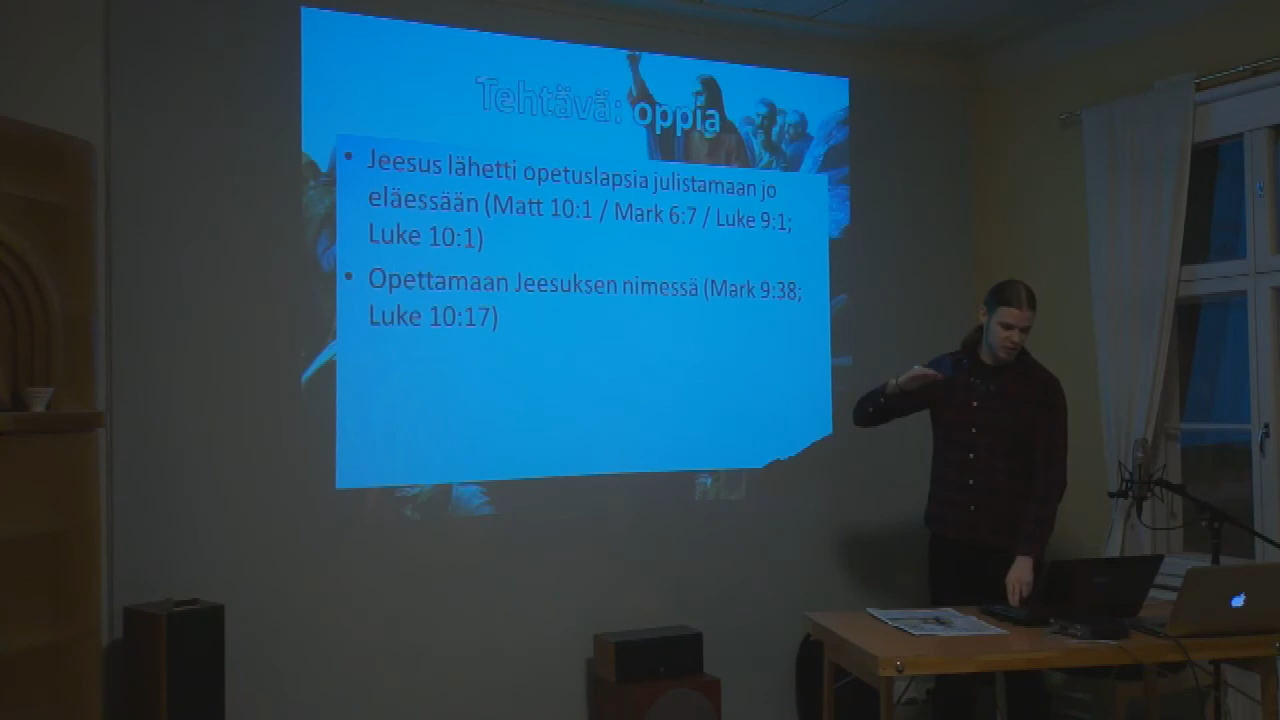 Tehtävä: oppia
• Jeesus lähetti opetuslapsia julistamaan jo
eläessään (Matt 10:1 / Mark 6:7 / Luke 9:1;
Luke 10:1)
• Opettamaan Jeesuksen nimessä (Mark 9:38;
Luke 10:17)